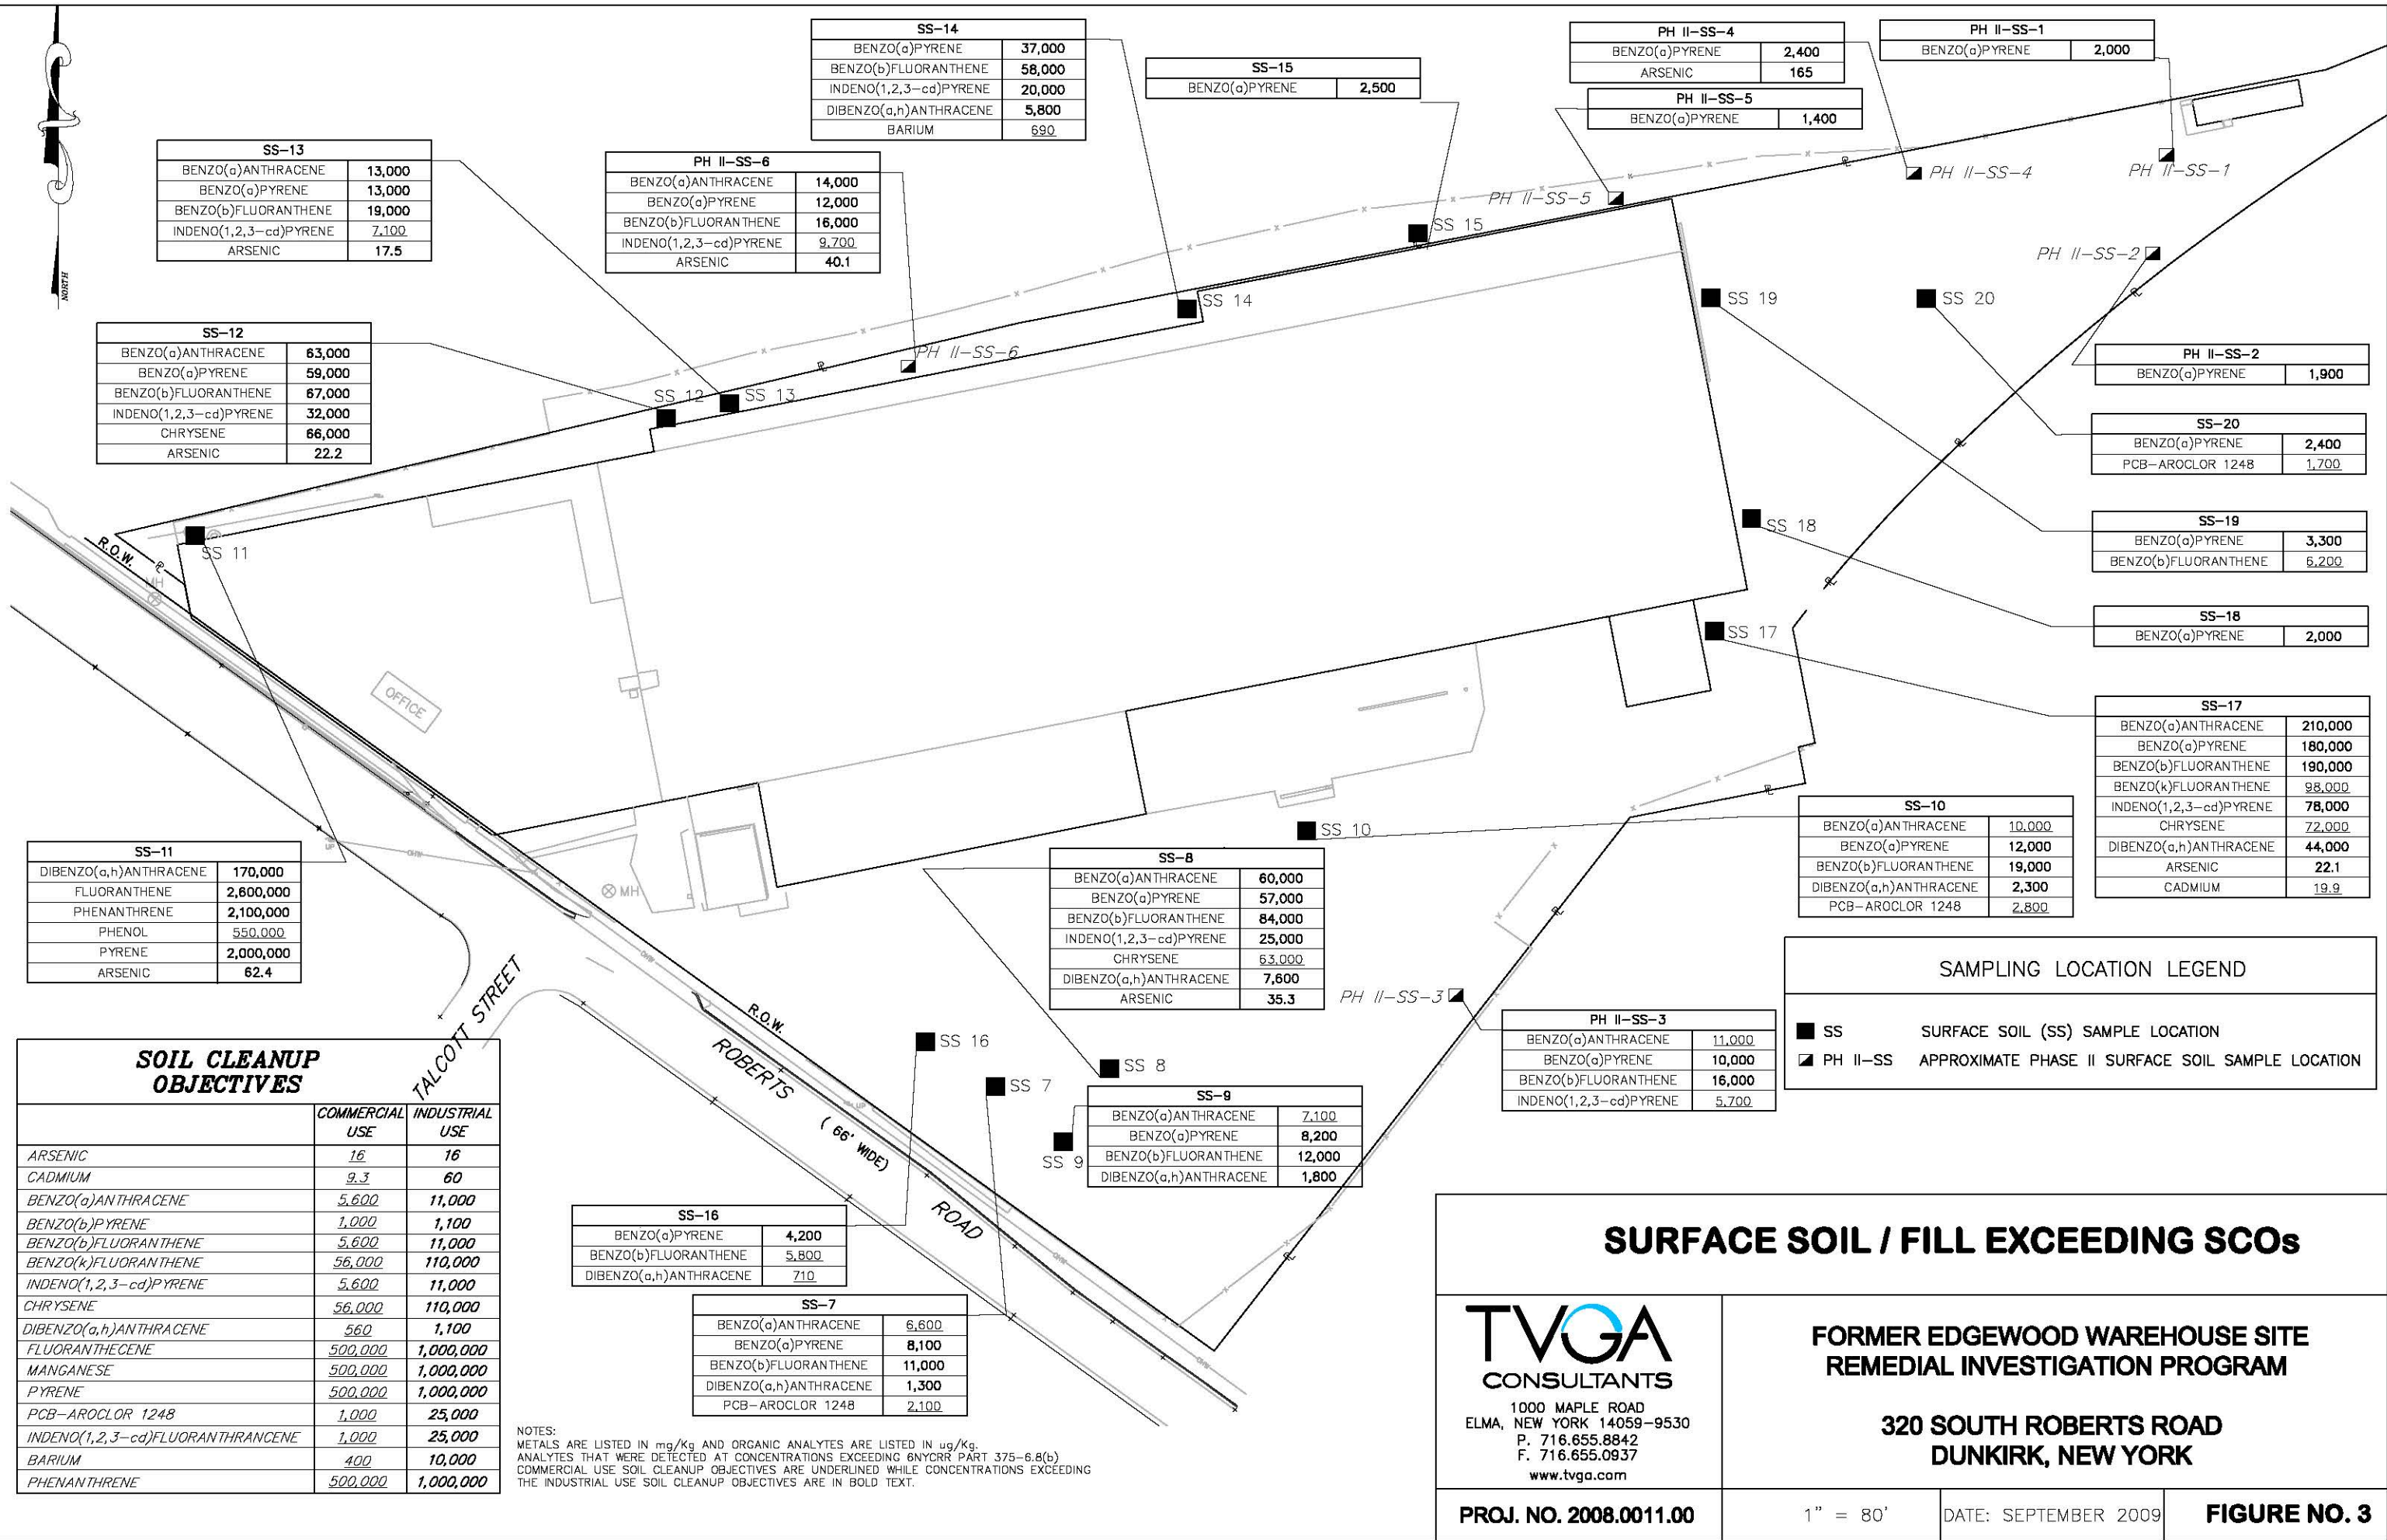 NORTH
SS-14
BENZO(a)PYRENE 37,000
BENZO(b)FLUORANTHENE 58,000
INDENO(1,2,3-cd)PYRENE 20,000
DIBENZO(a,h)ANTHRACENE 5,800
BARIUM 690
SS-15
BENZO(a)PYRENE 2,500
PH II-SS-4
BENZO(a)PYRENE 2,400
ARSENIC 165
PH II-SS-1
BENZO(a)PYRENE 2,000
PH II-SS-5
BENZO(a)PYRENE 1,400
SS-13
BENZO(a)ANTHRACENE 13,000
BENZO(a)PYRENE 13,000
BENZO(b)FLUORANTHENE 19,000
INDENO(1,2,3-cd)PYRENE 7,100
ARSENIC 17.5
PH II-SS-6
BENZO(a)ANTHRACENE 14,000
BENZO(a)PYRENE 12,000
BENZO(b)FLUORANTHENE 16,000
INDENO(1,2,3-cd)PYRENE 9,700
ARSENIC 40.1
SS-12
BENZO(a)ANTHRACENE 63,000
BENZO(a)PYRENE 59,000
BENZO(b)FLUORANTHENE 67,000
INDENO(1,2,3-cd)PYRENE 32,000
CHRYSENE 66,000
ARSENIC 22.2
PH II-SS-4
PH II-SS-1
PH II-SS-5
SS 15
PH II-SS-2
SS 14
SS 19
SS 20
PH II-SS-6
SS 12
SS 13
PH II-SS-2
BENZO(a)PYRENE 1,900
SS-20
BENZO(a)PYRENE 2,400
PCB-AROCLOR 1248 1,700
SS-19
BENZO(a)PYRENE 3,300
BENZO(b)FLUORANTHENE 6,200
SS 18
SS-18
BENZO(a)PYRENE 2,000
SS 17
SS 11
R.O.W.
MH
OFFICE
SS-17
BENZO(a)ANTHRACENE 210,000
BENZO(a)PYRENE 180,000
BENZO(b)FLUORANTHENE 190,000
BENZO(k)FLUORANTHENE 98,000
INDENO(1,2,3-cd)PYRENE 78,000
CHRYSENE 72,000
DIBENZO(a,h)ANTHRACENE 44,000
ARSENIC 22.1
CADMIUM 19.9
SS 10
SS-10
BENZO(a)ANTHRACENE 10,000
BENZO(a)PYRENE 12,000
BENZO(b)FLUORANTHENE 19,000
DIBENZO(a,h)ANTHRACENE 2,300
PCB-AROCLOR 1248 2,800
SS-11
DIBENZO(a,h)ANTHRACENE 170,000
FLUORANTHENE 2,600,000
PHENANTHRENE 2,100,000
PHENOL 550,000
PYRENE 2,000,000
ARSENIC 62.4
MH
SS-8
BENZO(a)ANTHRACENE 60,000
BENZO(a)PYRENE 57,000
BENZO(b)FLUORANTHENE 84,000
INDENO(1,2,3-cd)PYRENE 25,000
CHRYSENE 63,000
DIBENZO(a,h)ANTHRACENE 7,600
ARSENIC 35.3
PH II-SS-3
PH II-SS-3
BENZO(a)ANTHRACENE 11,000
BENZO(a)PYRENE 10,000
BENZO(b)FLUORANTHENE 16,000
INDENO(1,2,3-cd)PYRENE 5,700
SAMPLING LOCATION LEGEND
SS SURFACE SOIL (SS) SAMPLE LOCATION
PH II-SS APPROXIMATE PHASE II SURFACE SOIL SAMPLE LOCATION
TALCOTT STREET
R.O.W.
ROBERTS
( 66' WIDE)
ROAD
SS 16
SS 7
SS 8
SS 9
SS-9
BENZO(a)ANTHRACENE 7,100
BENZO(a)PYRENE 8,200
BENZO(b)FLUORANTHENE 12,000
DIBENZO(a,h)ANTHRACENE 1,800
SS-16
BENZO(a)PYRENE 4,200
BENZO(b)FLUORANTHENE 5,800
DIBENZO(a,h)ANTHRACENE 710
SS-7
BENZO(a)ANTHRACENE 6,600
BENZO(a)PYRENE 8,100
BENZO(b)FLUORANTHENE 11,000
DIBENZO(a,h)ANTHRACENE 1,300
PCB-AROCLOR 1248 2,100
SOIL CLEANUP
OBJECTIVES
COMMERCIAL USE INDUSTRIAL USE
ARSENIC 16 16
CADMIUM 9.3 60
BENZO(a)ANTHRACENE 5,600 11,000
BENZO(b)PYRENE 1,000 1,100
BENZO(b)FLUORANTHENE 5,600 11,000
BENZO(k)FLUORANTHENE 56,000 110,000
INDENO(1,2,3-cd)PYRENE 5,600 11,000
CHRYSENE 56,000 110,000
DIBENZO(a,h)ANTHRACENE 560 1,100
FLUORANTHECENE 500,000 1,000,000
MANGANESE 500,000 1,000,000
PYRENE 500,000 1,000,000
PCB-AROCLOR 1248 1,000 25,000
INDENO(1,2,3-cd)FLUORANTHRANCENE 1,000 25,000
BARIUM 400 10,000
PHENANTHRENE 500,000 1,000,000
NOTES:
METALS ARE LISTED IN mg/Kg AND ORGANIC ANALYTES ARE LISTED IN ug/Kg.
ANALYTES THAT WERE DETECTED AT CONCENTRATIONS EXCEEDING 6NYCRR PART 375-6.8(b)
COMMERCIAL USE SOIL CLEANUP OBJECTIVES ARE UNDERLINED WHILE CONCENTRATIONS EXCEEDING
THE INDUSTRIAL USE SOIL CLEANUP OBJECTIVES ARE IN BOLD TEXT.
SURFACE SOIL / FILL EXCEEDING SCOs
TVGA
CONSULTANTS
1000 MAPLE ROAD
ELMA, NEW YORK 14059-9530
P. 716.655.8842
F. 716.655.0937
www.tvga.com
FORMER EDGEWOOD WAREHOUSE SITE
REMEDIAL INVESTIGATION PROGRAM
320 SOUTH ROBERTS ROAD
DUNKIRK, NEW YORK
PROJ. NO. 2008.0011.00
1" = 80'
DATE: SEPTEMBER 2009
FIGURE NO. 3